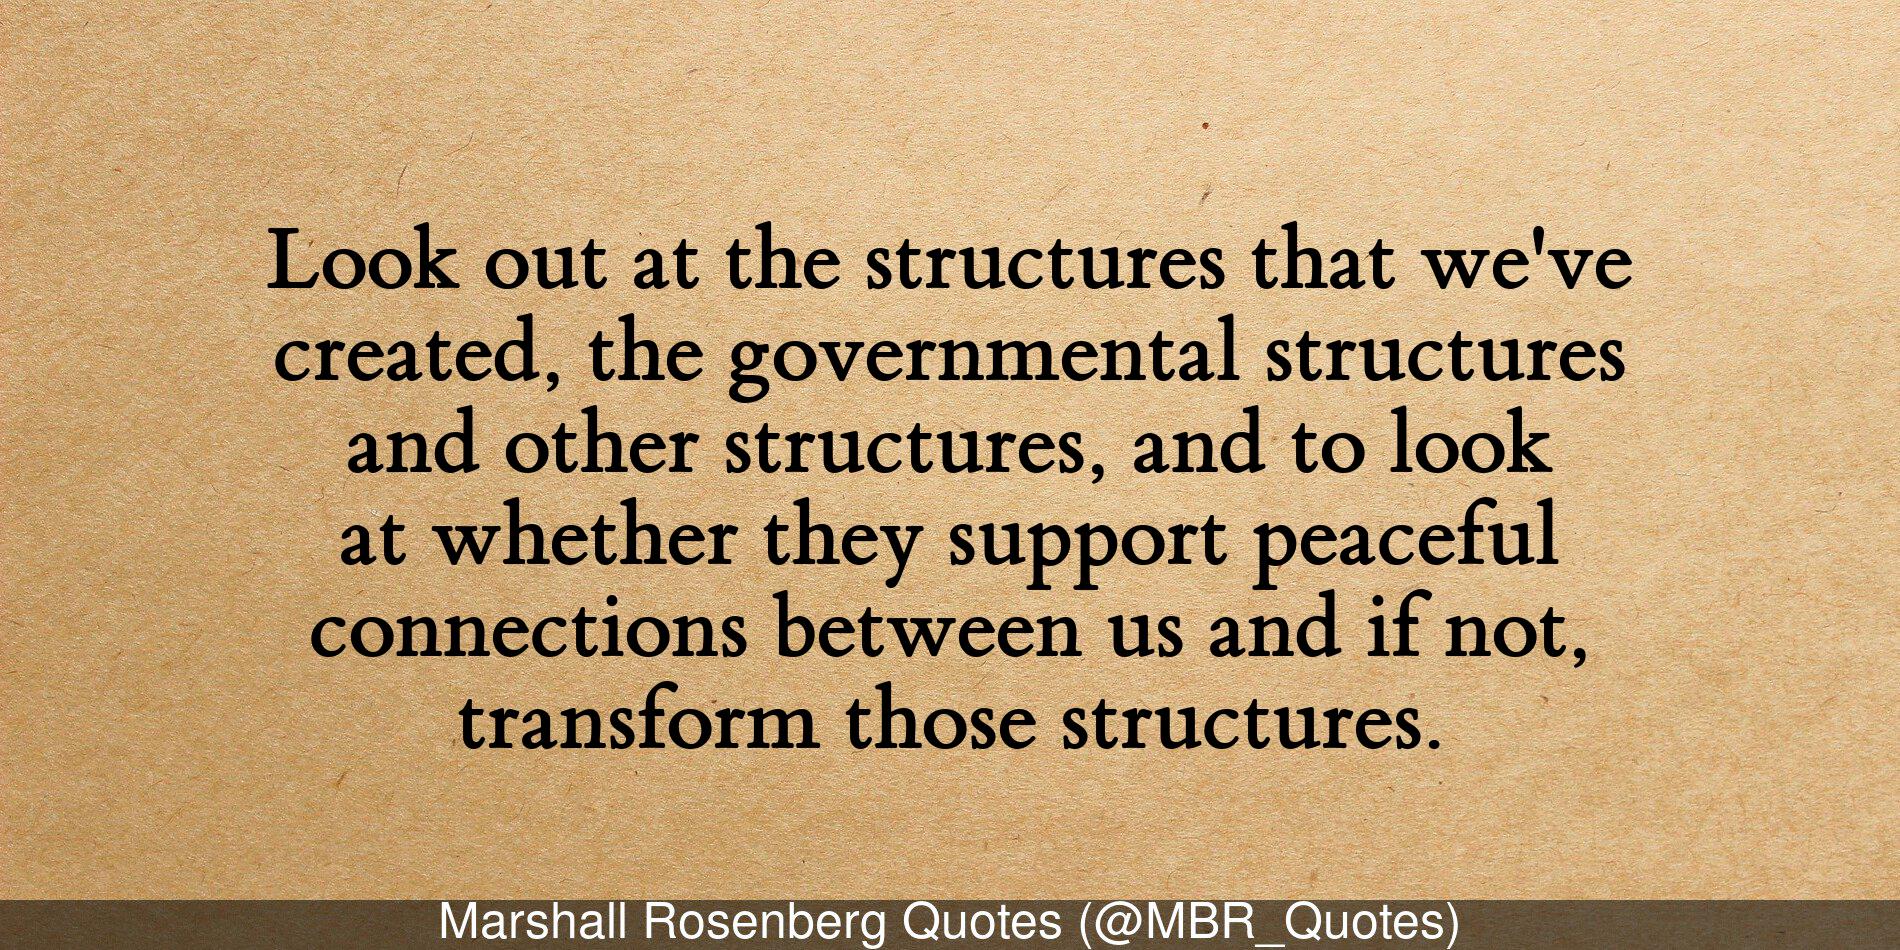 Look out at the structures that we've
created, the governmental structures
and other structures, and to look
at whether they support peaceful
connections between us and if not,
transform those structures.
Marshall Rosenberg Quotes (@MBR_Quotes)